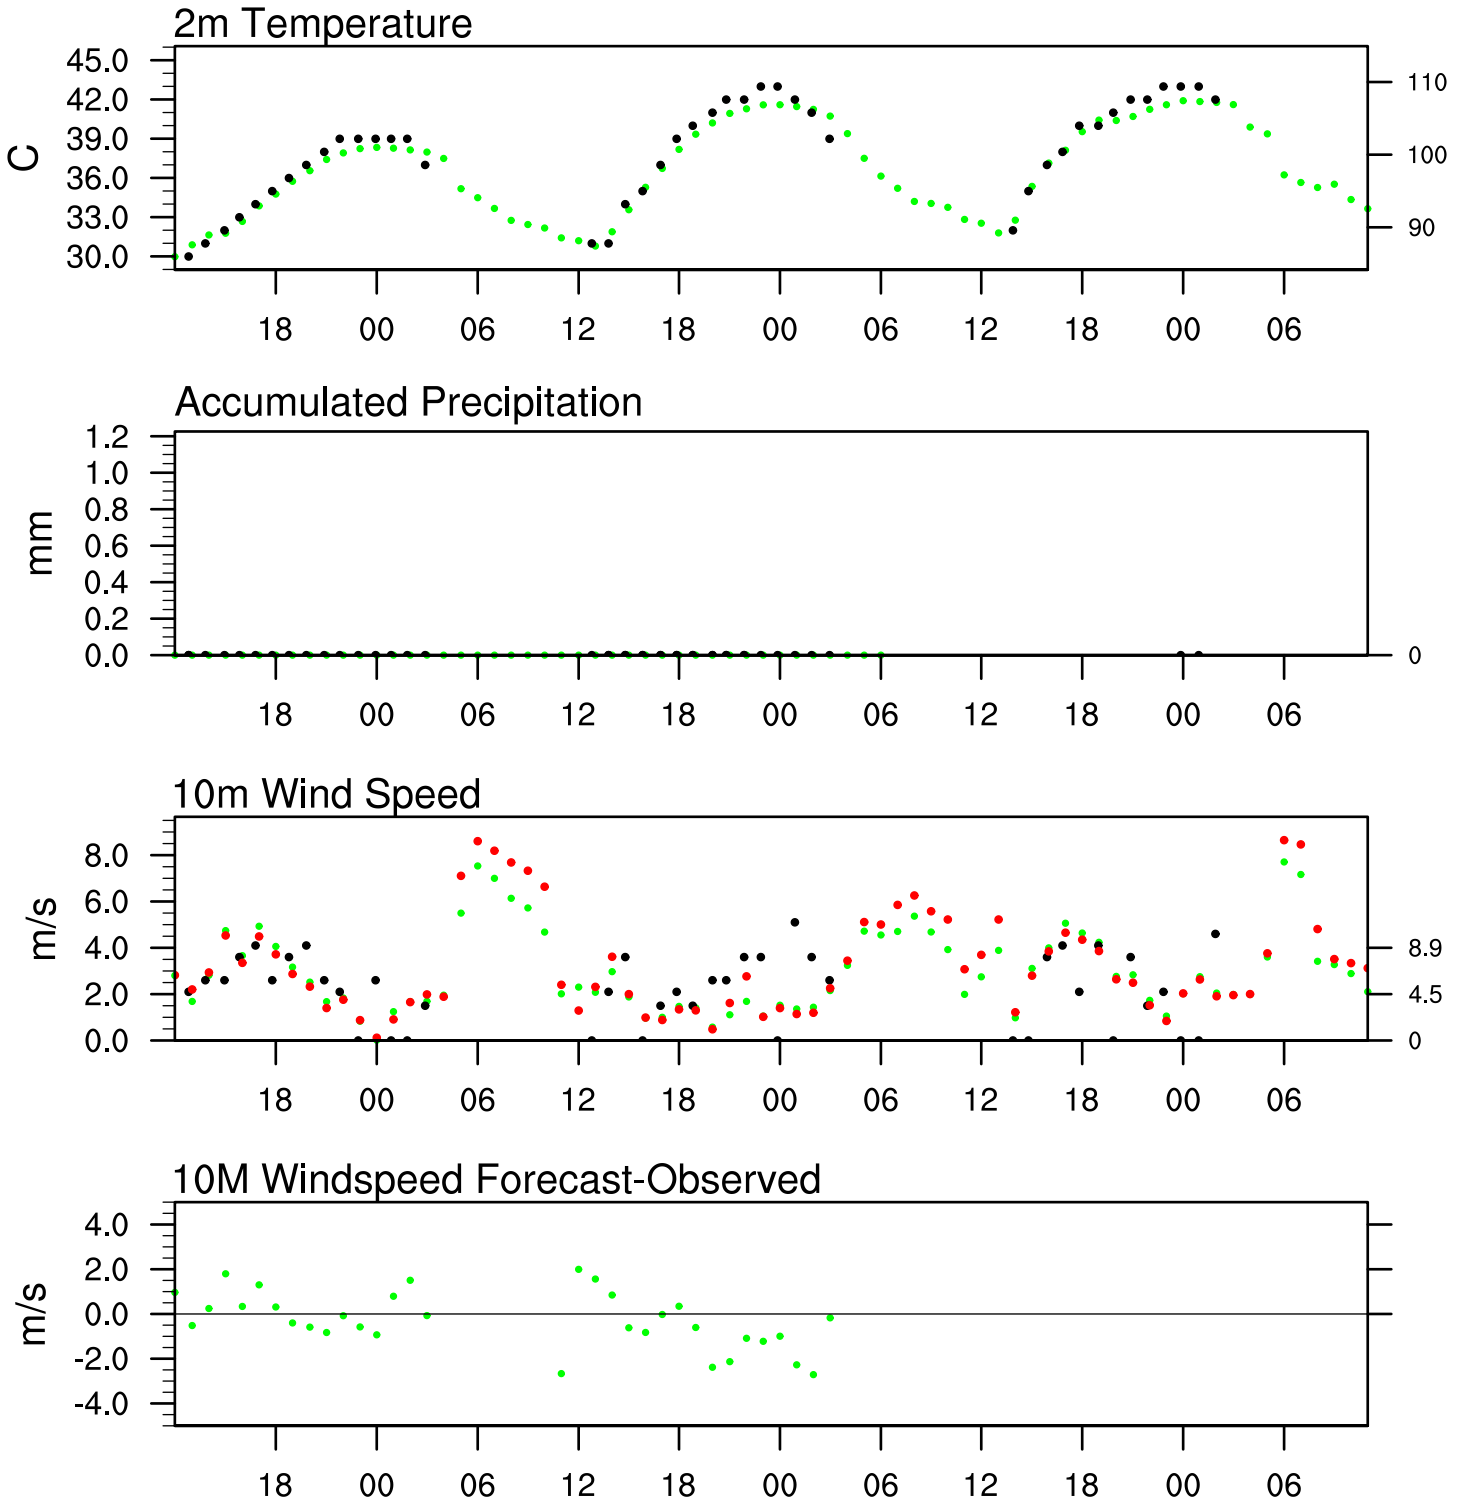 2m Temperature
45.0
42.0
39.0
36.0
33.0
30.0
C
110
100
90
18 00 06 12 18 00 06 12 18 00 06
Accumulated Precipitation
1.2
1.0
0.8
0.6
0.4
0.2
0.0
mm
0
18 00 06 12 18 00 06 12 18 00 06
10m Wind Speed
8.0
6.0
4.0
2.0
0.0
m/s
8.9
4.5
0
18 00 06 12 18 00 06 12 18 00 06
10M Windspeed Forecast-Observed
4.0
2.0
0.0
-2.0
-4.0
m/s
18 00 06 12 18 00 06 12 18 00 06